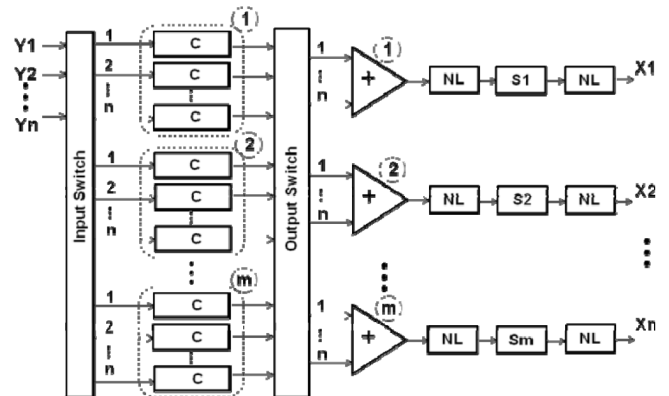 Y1
Y2
Yn
Input Switch
1
2
n
C
C
C
1
1
2
n
C
C
C
2
1
2
n
C
C
C
m
Output Switch
1
n
+
1
NL
S1
NL
X1
1
n
+
2
NL
S2
NL
X2
1
n
+
m
NL
Sm
NL
Xn